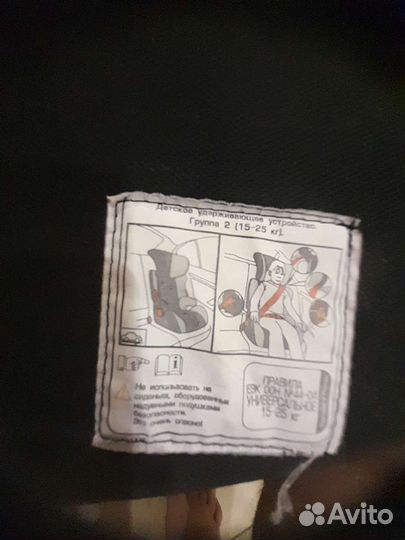 Детское удерживающее устройство.
Группа 2 (15-25 кг).
Не использовать на
сиденьях, оборудованных
надувными подушками
безопасности.
Это очень опасно!
ПРАВИЛА
ЕЭК ООН №44-04
УНИВЕРСАЛЬНОЕ
15-25 кг
Avito